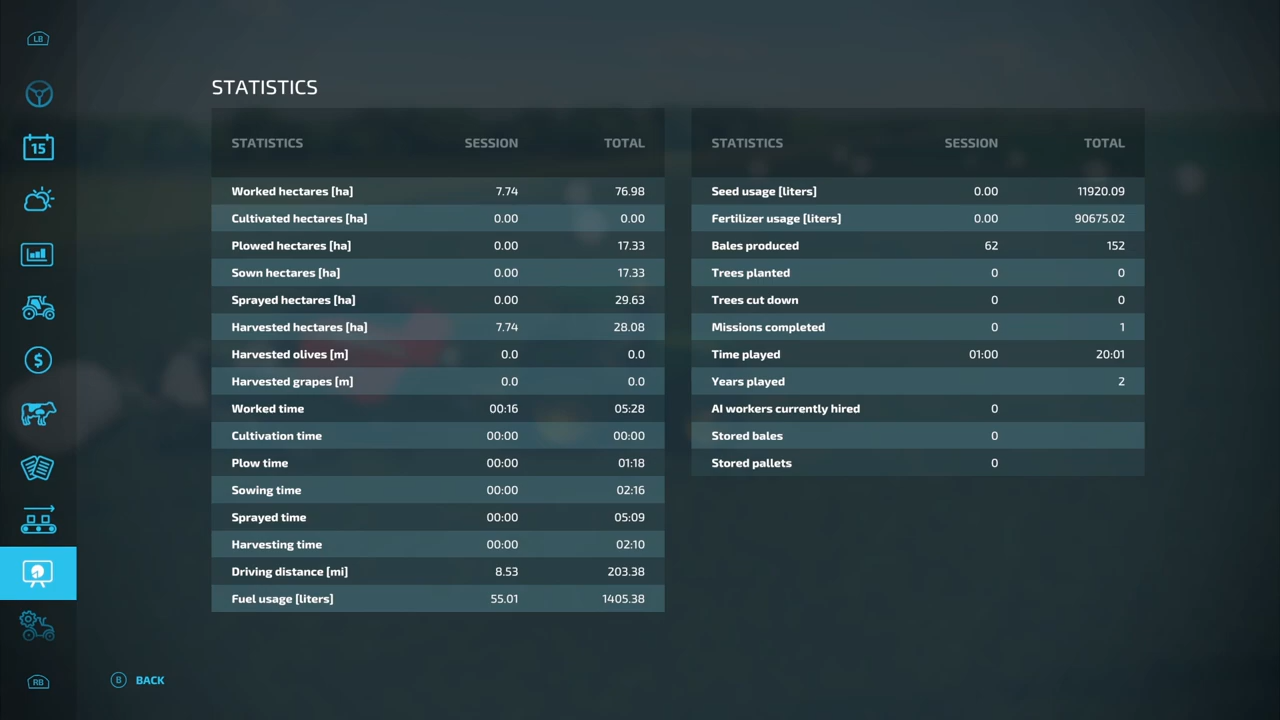 LB
15
STATISTICS
STATISTICS SESSION TOTAL
Worked hectares [ha] 7.74 76.98
Cultivated hectares [ha] 0.00 0.00
Plowed hectares [ha] 0.00 17.33
Sown hectares [ha] 0.00 17.33
Sprayed hectares [ha] 0.00 29.63
Harvested hectares [ha] 7.74 28.08
Harvested olives [m] 0.0 0.0
Harvested grapes [m] 0.0 0.0
Worked time 00:16 05:28
Cultivation time 00:00 00:00
Plow time 00:00 01:18
Sowing time 00:00 02:16
Sprayed time 00:00 05:09
Harvesting time 00:00 02:10
Driving distance [mi] 8.53 203.38
Fuel usage [liters] 55.01 1405.38
STATISTICS SESSION TOTAL
Seed usage [liters] 0.00 11920.09
Fertilizer usage [liters] 0.00 90675.02
Bales produced 62 152
Trees planted 0 0
Trees cut down 0 0
Missions completed 0 1
Time played 01:00 20:01
Years played 2
AI workers currently hired 0
Stored bales 0
Stored pallets 0
RB
B BACK